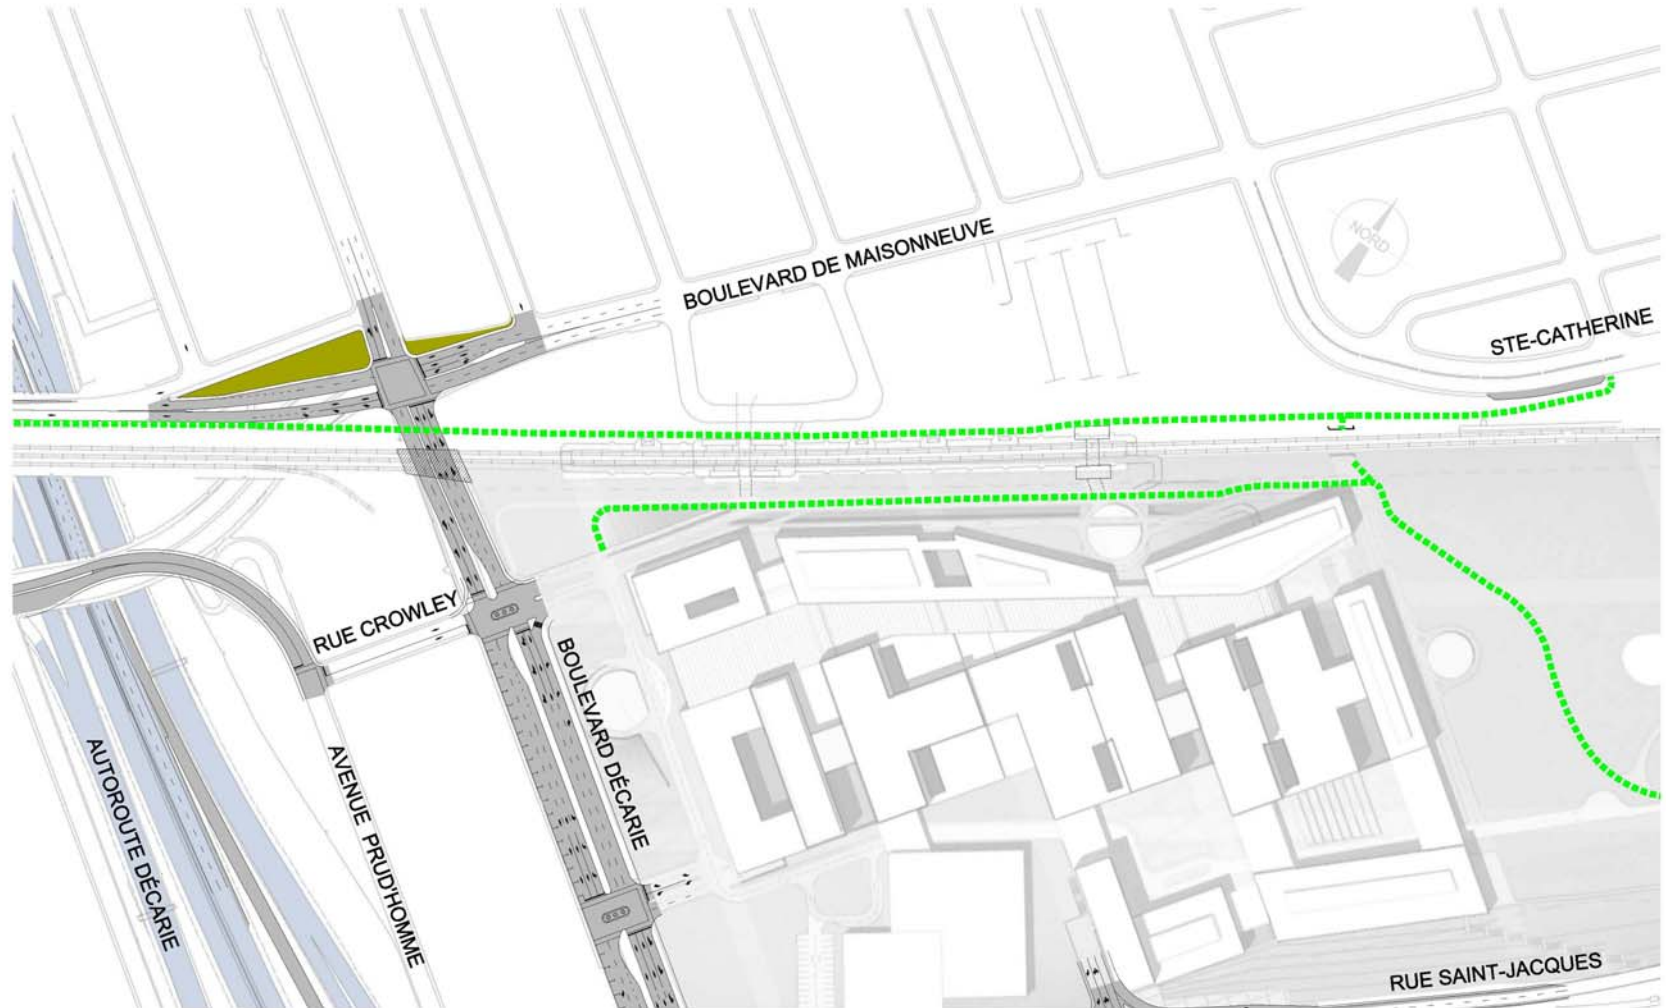 BOULEVARD DE MAISONNEUVE
NORD
STE-CATHERINE
RUE CROWLEY
BOULEVARD DÉCARIE
AUTOROUTE DÉCARIE
AVENUE PRUD'HOMME
RUE SAINT-JACQUES